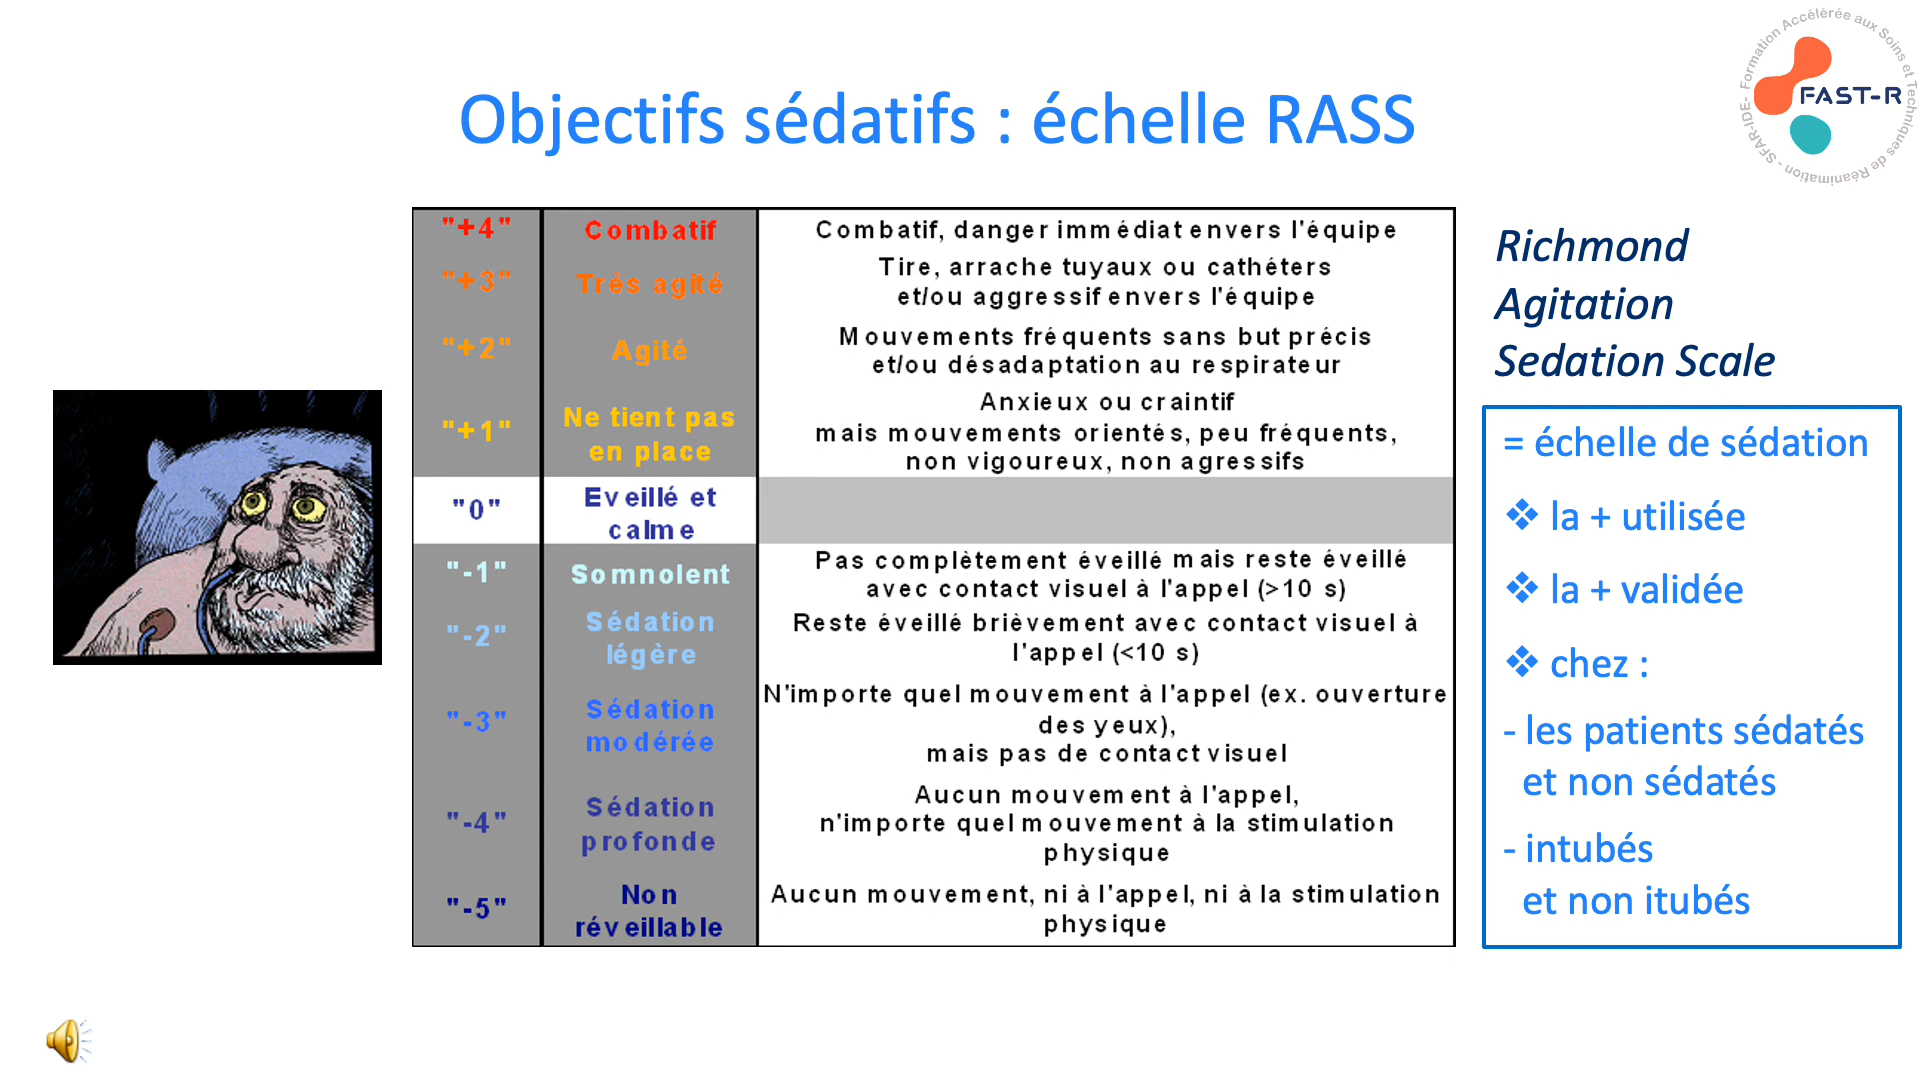 Formation Accélérée aux Soins et Techniques de Réanimation - SFAR-IDE-
FAST-R
Objectifs sédatifs : échelle RASS
"+4" Combatif Combatif, danger immédiat envers l'équipe
"+3" Très agité Tire, arrache tuyaux ou cathéters
et/ou aggressif envers l'équipe
"+2" Agité Mouvements fréquents sans but précis
et/ou désadaptation au respirateur
"+1" Ne tient pas
en place
Anxieux ou craintif
mais mouvements orientés, peu fréquents,
non vigoureux, non agressifs
"0" Eveillé et
calme
"-1" Somnolent Pas complètement éveillé mais reste éveillé
avec contact visuel à l'appel (>10 s)
"-2" Sédation
légère
Reste éveillé brièvement avec contact visuel à
l'appel (<10 s)
"-3" Sédation
modérée
N'importe quel mouvement à l'appel (ex. ouverture
des yeux),
mais pas de contact visuel
"-4" Sédation
profonde
Aucun mouvement à l'appel,
n'importe quel mouvement à la stimulation
physique
"-5" Non
réveillable
Aucun mouvement, ni à l'appel, ni à la stimulation
physique
Richmond
Agitation
Sedation Scale
= échelle de sédation
❖ la + utilisée
❖ la + validée
❖ chez :
- les patients sédatés
et non sédatés
- intubés
et non itubés